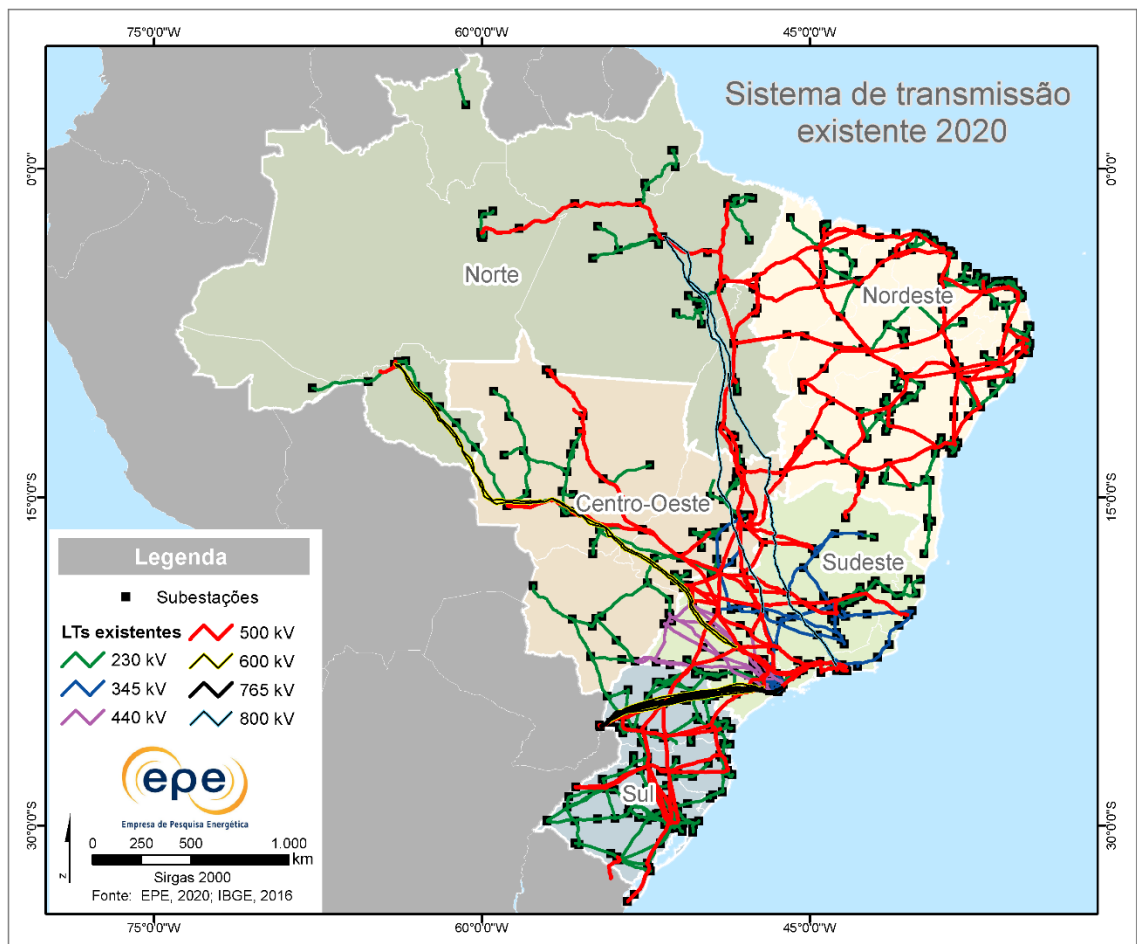 75°0'0"W
60°0'0"W
45°0'0"W
Sistema de transmissão
existente 2020
0°0'0"
0°0'0"
Norte
Nordeste
15°0'0"S
15°0'0"S
Centro-Oeste
Sudeste
Sul
30°0'0"S
30°0'0"S
Legenda
Subestações
LTs existentes
500 kV
230 kV
600 kV
345 kV
765 kV
440 kV
800 kV
epe
Empresa de Pesquisa Energética
0 250 500 1.000
km
Sirgas 2000
Fonte: EPE, 2020; IBGE, 2016
z
75°0'0"W
60°0'0"W
45°0'0"W